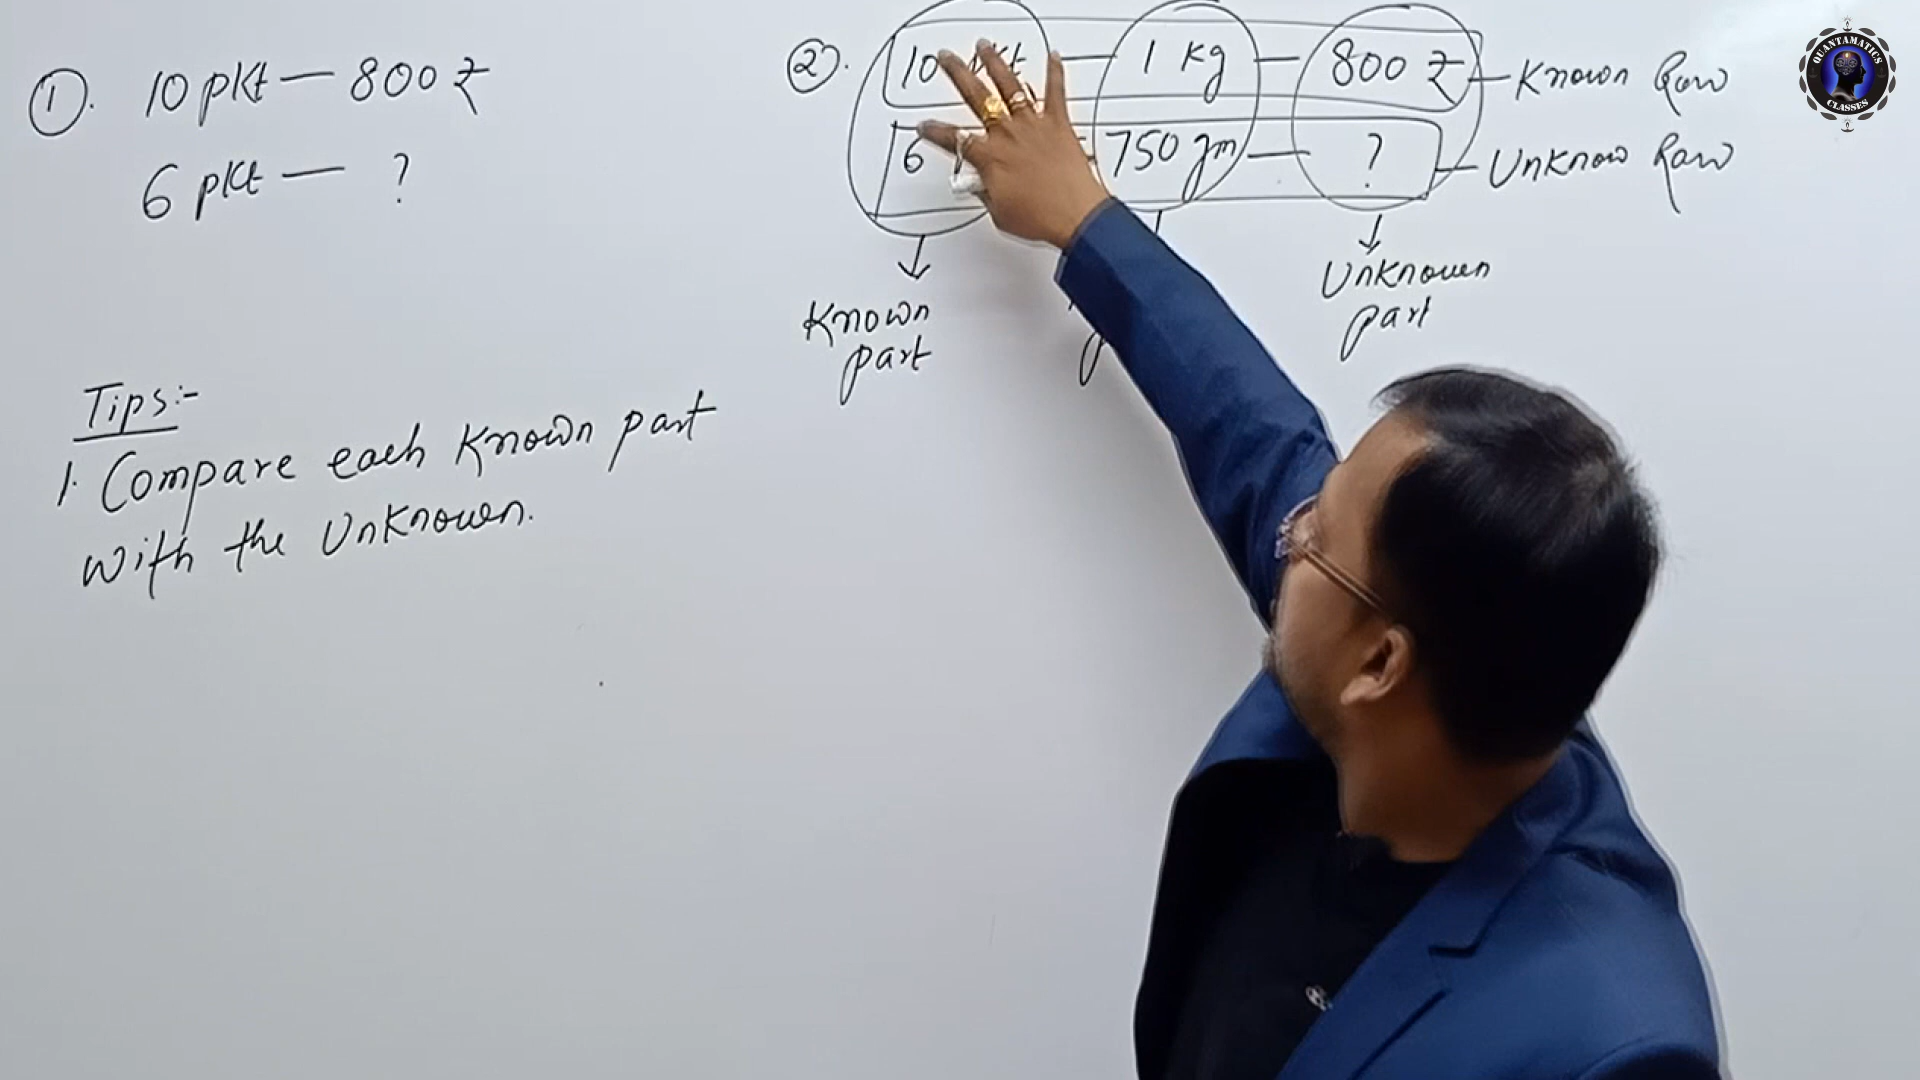 ①. 10 pkt — 800 ₹
6 pkt — ?
②. 10 pkt — 1 kg — 800 ₹ — Known Row
6 — 750 gm — ? — Unknow Row
Known
part
Unknown
part
Tips:-
1. Compare each Known part
with the Unknown.
QUANTAMATICS
CLASSES